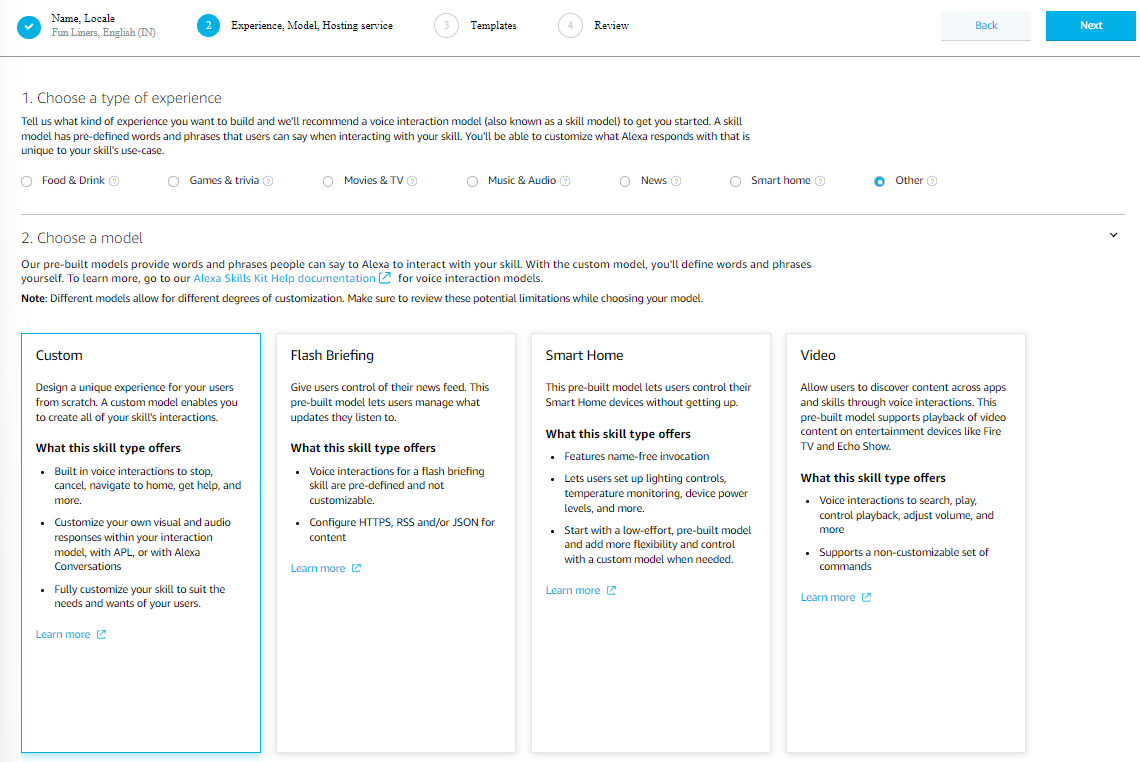 Name, Locale
Fun Liners, English (IN)
2
Experience, Model, Hosting service
3
Templates
4
Review
Back
Next
1. Choose a type of experience
Tell us what kind of experience you want to build and we'll recommend a voice interaction model (also known as a skill model) to get you started. A skill
model has pre-defined words and phrases that users can say when interacting with your skill. You'll be able to customize what Alexa responds with that is
unique to your skill's use-case.
Food & Drink ?
Games & trivia ?
Movies & TV ?
Music & Audio ?
News ?
Smart home ?
Other ?
2. Choose a model
Our pre-built models provide words and phrases people can say to Alexa to interact with your skill. With the custom model, you'll define words and phrases
yourself. To learn more, go to our Alexa Skills Kit Help documentation for voice interaction models.
Note: Different models allow for different degrees of customization. Make sure to review these potential limitations while choosing your model.
Custom
Design a unique experience for your users
from scratch. A custom model enables you
to create all of your skill's interactions.
What this skill type offers
• Built in voice interactions to stop,
cancel, navigate to home, get help, and
more.
• Customize your own visual and audio
responses within your interaction
model, with APL, or with Alexa
Conversations
• Fully customize your skill to suit the
needs and wants of your users.
Learn more
Flash Briefing
Give users control of their news feed. This
pre-built model lets users manage what
updates they listen to.
What this skill type offers
• Voice interactions for a flash briefing
skill are pre-defined and not
customizable.
• Configure HTTPS, RSS and/or JSON for
content
Learn more
Smart Home
This pre-built model lets users control their
Smart Home devices without getting up.
What this skill type offers
• Features name-free invocation
• Lets users set up lighting controls,
temperature monitoring, device power
levels, and more.
• Start with a low-effort, pre-built model
and add more flexibility and control
with a custom model when needed.
Learn more
Video
Allow users to discover content across apps
and skills through voice interactions. This
pre-built model supports playback of video
content on entertainment devices like Fire
TV and Echo Show.
What this skill type offers
• Voice interactions to search, play,
control playback, adjust volume, and
more
• Supports a non-customizable set of
commands
Learn more